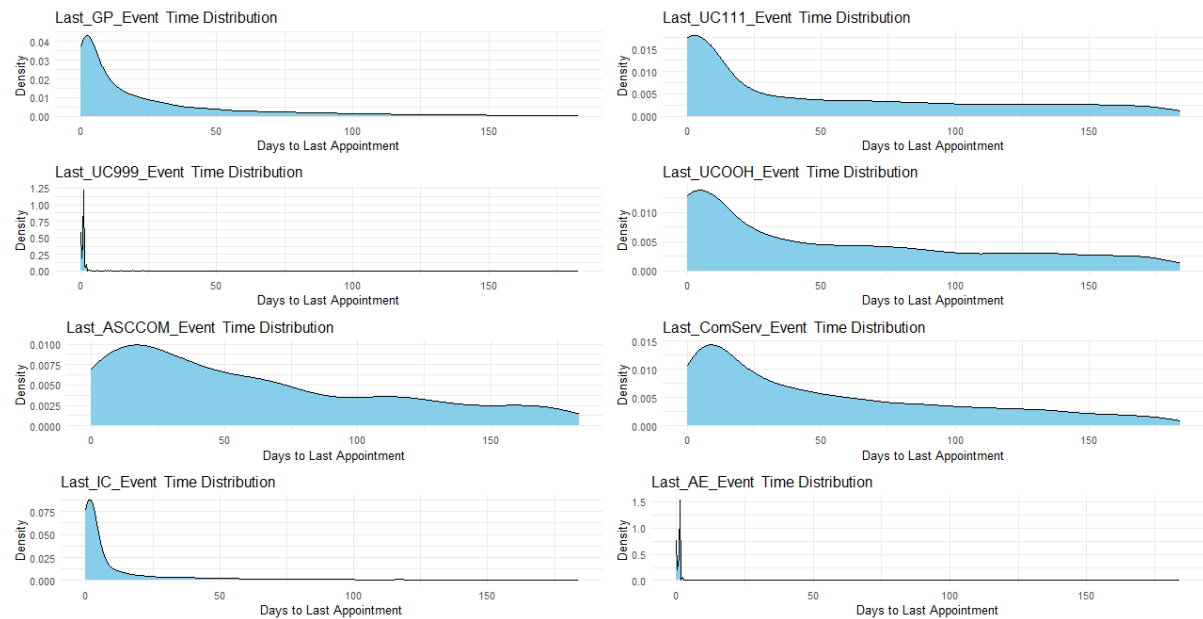 Last_GP_Event Time Distribution
Density
0.04
0.03
0.02
0.01
0.00
0 50 100 150
Days to Last Appointment
Last_UC111_Event Time Distribution
Density
0.015
0.010
0.005
0.000
0 50 100 150
Days to Last Appointment
Last_UC999_Event Time Distribution
Density
1.25
1.00
0.75
0.50
0.25
0.00
0 50 100 150
Days to Last Appointment
Last_UCOOH_Event Time Distribution
Density
0.010
0.005
0.000
0 50 100 150
Days to Last Appointment
Last_ASCCOM_Event Time Distribution
Density
0.0100
0.0075
0.0050
0.0025
0.0000
0 50 100 150
Days to Last Appointment
Last_ComServ_Event Time Distribution
Density
0.015
0.010
0.005
0.000
0 50 100 150
Days to Last Appointment
Last_IC_Event Time Distribution
Density
0.075
0.050
0.025
0.000
0 50 100 150
Days to Last Appointment
Last_AE_Event Time Distribution
Density
1.5
1.0
0.5
0.0
0 50 100 150
Days to Last Appointment